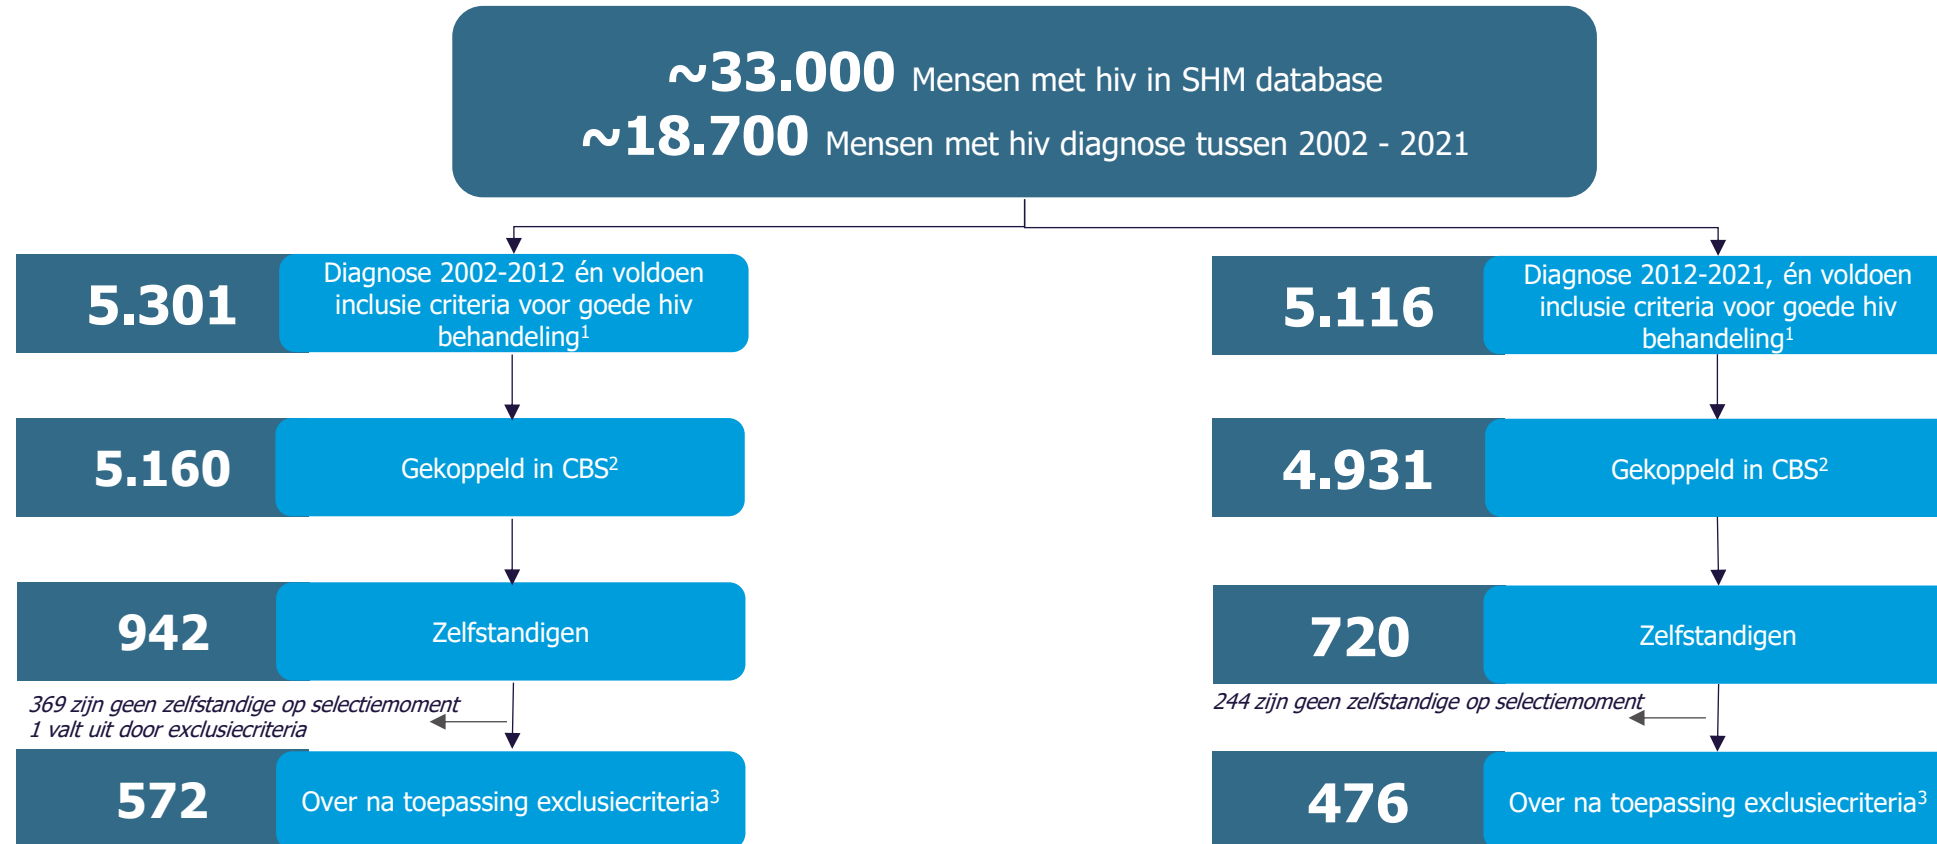 ~33.000 Mensen met hiv in SHM database
~18.700 Mensen met hiv diagnose tussen 2002 - 2021
5.301
Diagnose 2002-2012 én voldoen
inclusie criteria voor goede hiv
behandeling1
5.160
Gekoppeld in CBS2
942
Zelfstandigen
369 zijn geen zelfstandige op selectiemoment
1 valt uit door exclusiecriteria
572
Over na toepassing exclusiecriteria3
5.116
Diagnose 2012-2021, én voldoen
inclusie criteria voor goede hiv
behandeling1
4.931
Gekoppeld in CBS2
720
Zelfstandigen
244 zijn geen zelfstandige op selectiemoment
476
Over na toepassing exclusiecriteria3